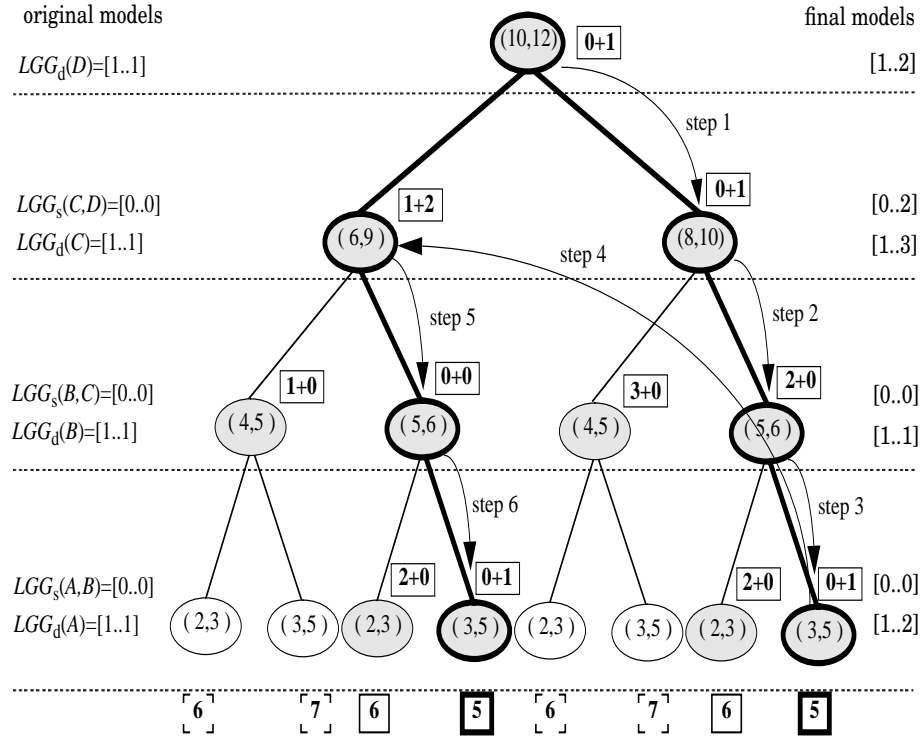 original models
final models
(10,12)
0+1
LGGd(D)=[1..1]
[1..2]
step 1
LGGs(C,D)=[0..0]
1+2
0+1
[0..2]
LGGd(C)=[1..1]
( 6,9 )
step 4
(8,10)
[1..3]
step 5
step 2
LGGs(B,C)=[0..0]
1+0
0+0
3+0
2+0
[0..0]
LGGd(B)=[1..1]
( 4,5 )
( 5,6 )
( 4,5 )
( 5,6 )
[1..1]
step 6
step 3
LGGs(A,B)=[0..0]
2+0
0+1
2+0
0+1
[0..0]
LGGd(A)=[1..1]
( 2,3 )
( 3,5 )
( 2,3 )
( 3,5 )
( 2,3 )
( 3,5 )
( 2,3 )
( 3,5 )
[1..2]
6
7
6
5
6
7
6
5